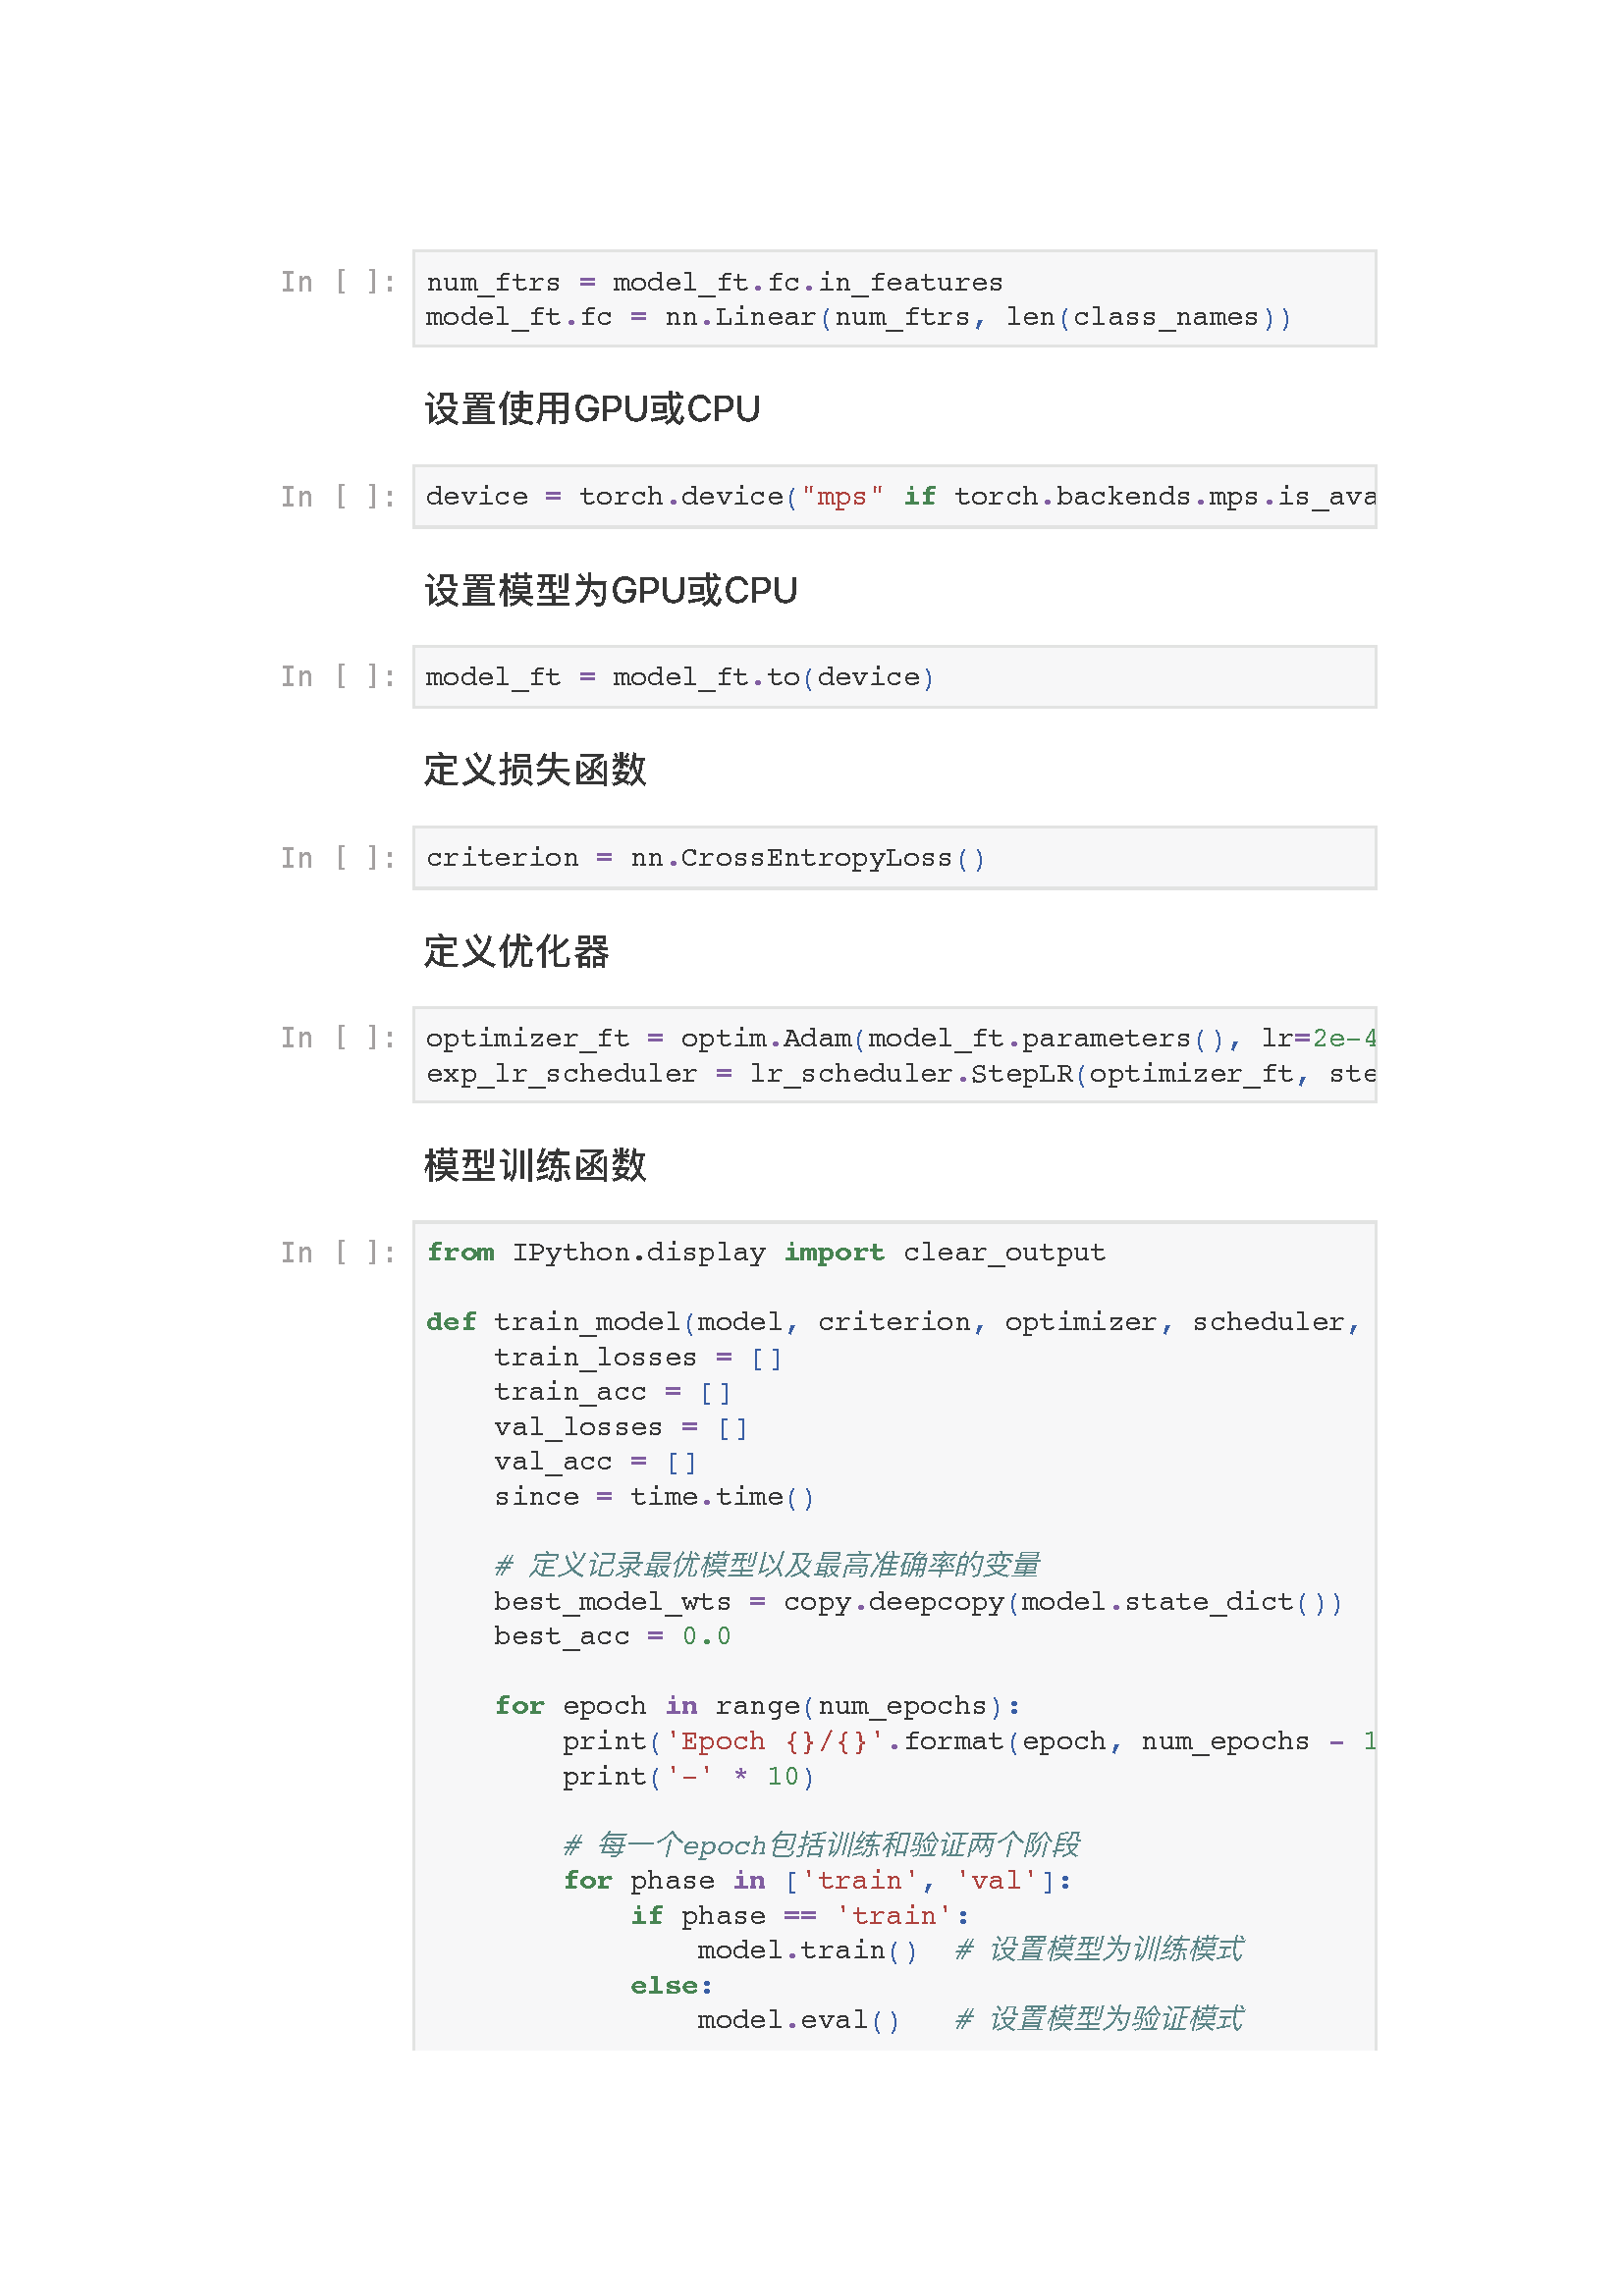 In [ ]: num_ftrs = model_ft.fc.in_features
model_ft.fc = nn.Linear(num_ftrs, len(class_names))
设置使用GPU或CPU
In [ ]: device = torch.device("mps" if torch.backends.mps.is_ava
设置模型为GPU或CPU
In [ ]: model_ft = model_ft.to(device)
定义损失函数
In [ ]: criterion = nn.CrossEntropyLoss()
定义优化器
In [ ]: optimizer_ft = optim.Adam(model_ft.parameters(), lr=2e-4
exp_lr_scheduler = lr_scheduler.StepLR(optimizer_ft, ste
模型训练函数
In [ ]: from IPython.display import clear_output
def train_model(model, criterion, optimizer, scheduler,
    train_losses = []
    train_acc = []
    val_losses = []
    val_acc = []
    since = time.time()
    # 定义记录最优模型以及最高准确率的变量
    best_model_wts = copy.deepcopy(model.state_dict())
    best_acc = 0.0
    for epoch in range(num_epochs):
        print('Epoch {}/{}'.format(epoch, num_epochs - 1
        print('-' * 10)
        # 每一个epoch包括训练和验证两个阶段
        for phase in ['train', 'val']:
            if phase == 'train':
                model.train()  # 设置模型为训练模式
            else:
                model.eval()   # 设置模型为验证模式